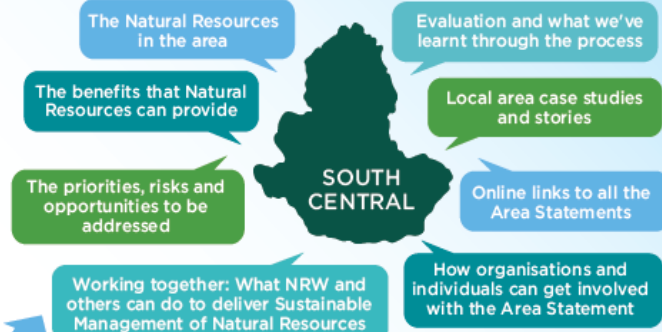 The Natural Resources
in the area
Evaluation and what we've
learnt through the process
The benefits that Natural
Resources can provide
Local area case studies
and stories
SOUTH
CENTRAL
The priorities, risks and
opportunities to be
addressed
Online links to all the
Area Statements
Working together: What NRW and
others can do to deliver Sustainable
Management of Natural Resources
How organisations and
individuals can get involved
with the Area Statement